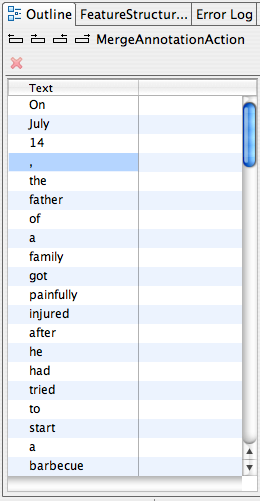 Outline FeatureStructur... Error Log
MergeAnnotationAction
Text
On
July
14
,
the
father
of
a
family
got
painfully
injured
after
he
had
tried
to
start
a
barbecue